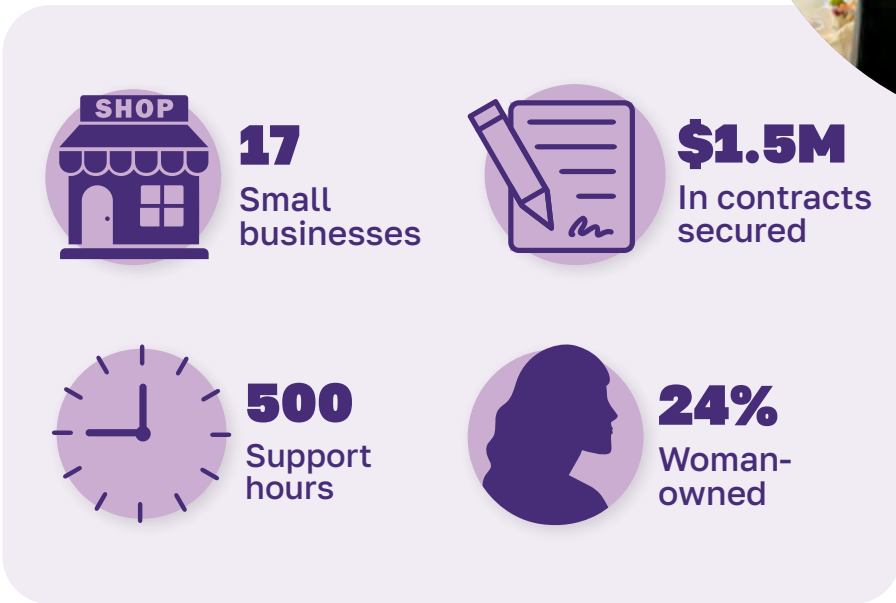 SHOP
17
Small
businesses
$1.5M
In contracts
secured
500
Support
hours
24%
Woman-
owned